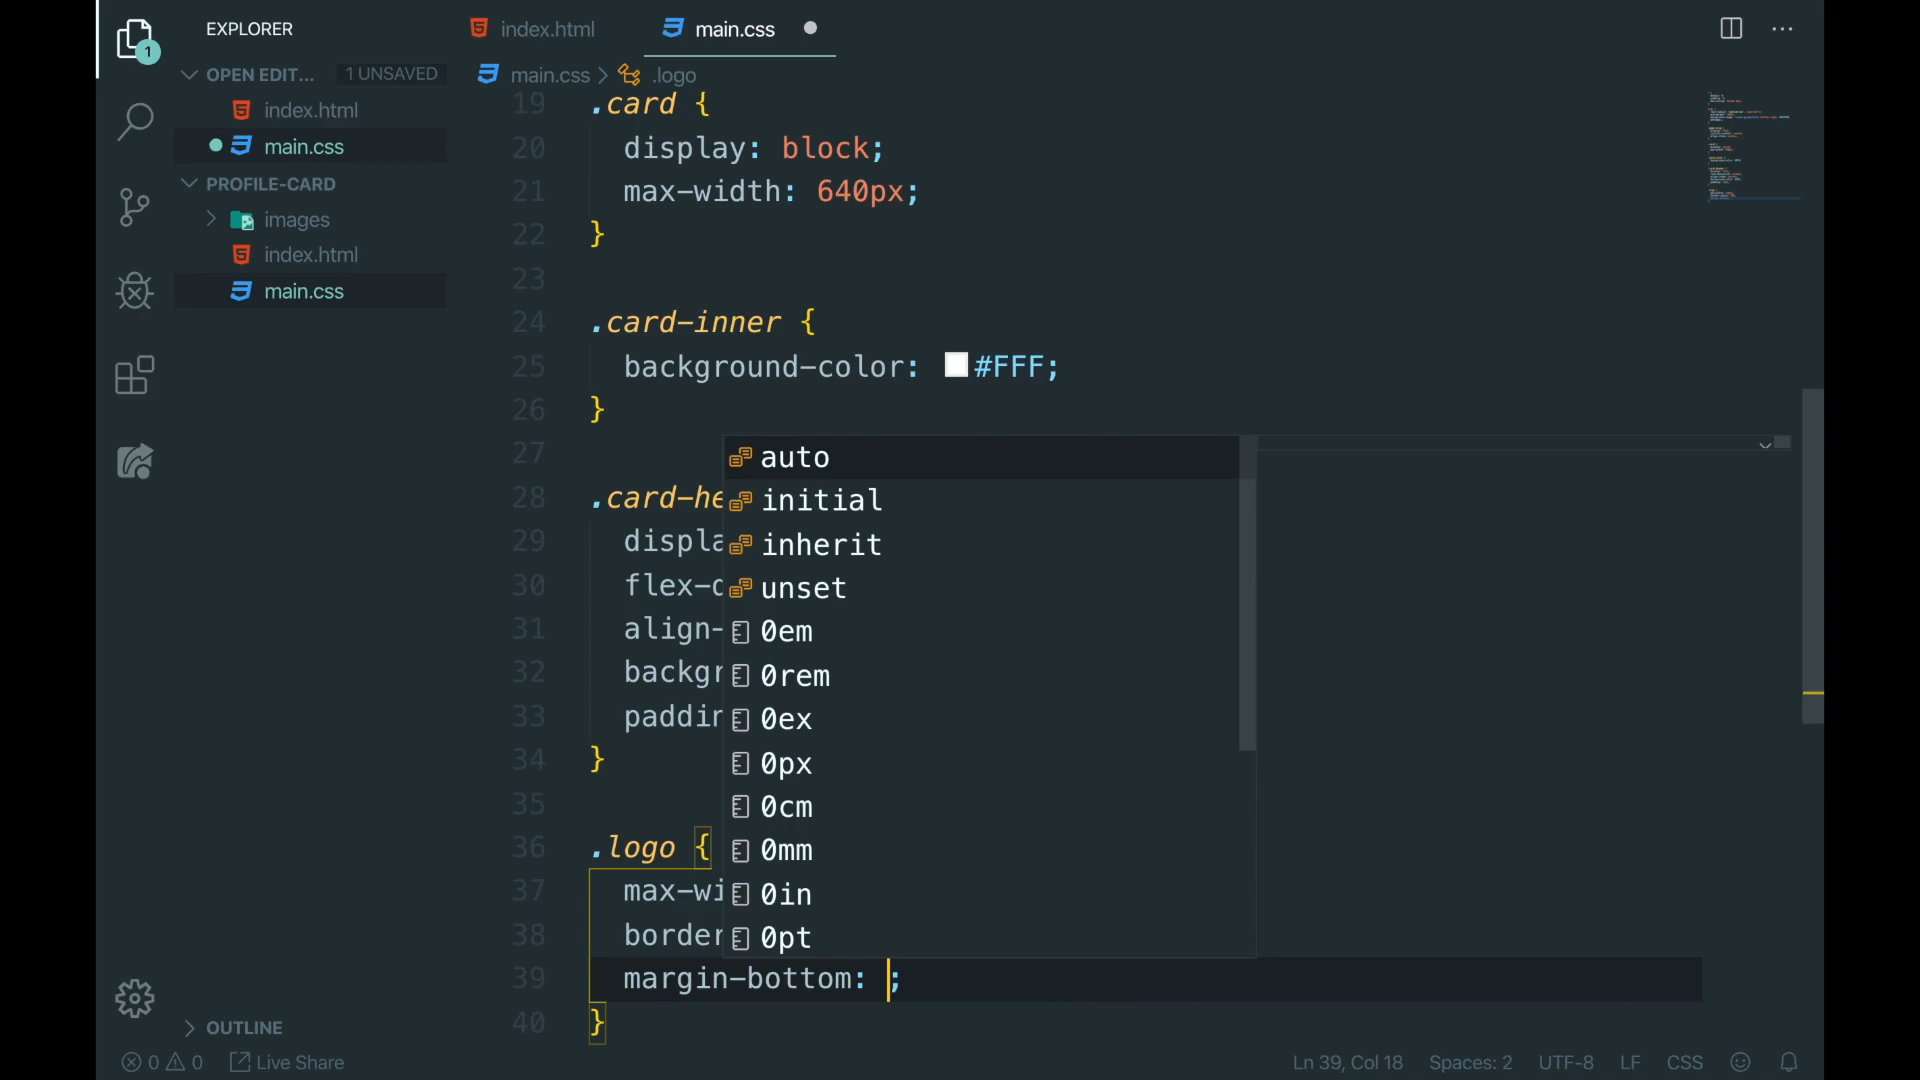 EXPLORER
index.html
main.css
1
OPEN EDIT...
1 UNSAVED
index.html
main.css
PROFILE-CARD
images
index.html
main.css
OUTLINE
main.css > .logo
19 .card {
20 display: block;
21 max-width: 640px;
22 }
23
24 .card-inner {
25 background-color: #FFF;
26 }
27
28 .card-he
29 displa
30 flex-d
31 align-
32 backgr
33 paddin
34 }
35
36 .logo {
37 max-wi
38 border
39 margin-bottom: ;
40 }
auto
initial
inherit
unset
0em
0rem
0ex
0px
0cm
0mm
0in
0pt
0 0 Live Share
Ln 39, Col 18 Spaces: 2 UTF-8 LF CSS